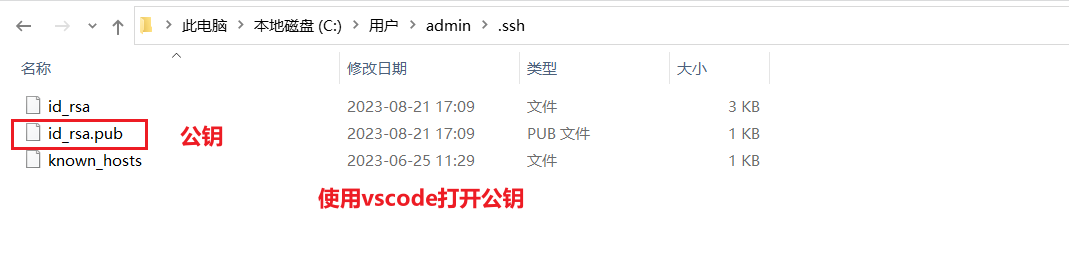 此电脑 本地磁盘 (C:) 用户 admin .ssh
名称 修改日期 类型 大小
id_rsa 2023-08-21 17:09 文件 3 KB
id_rsa.pub 公钥 2023-08-21 17:09 PUB 文件 1 KB
known_hosts 2023-06-25 11:29 文件 1 KB
使用vscode打开公钥